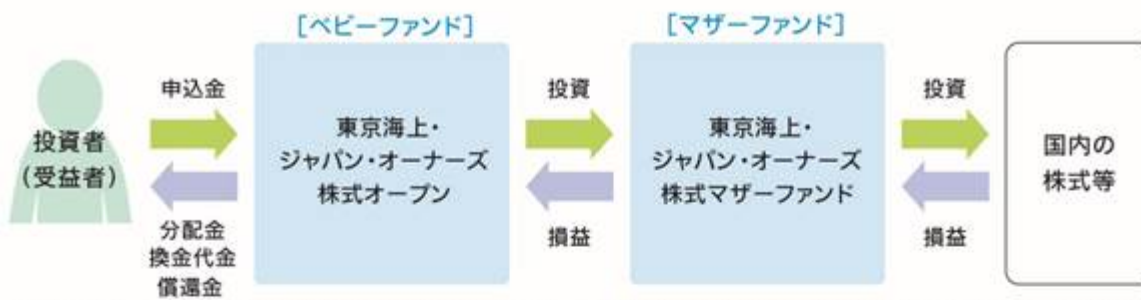 [ベビーファンド]
[マザーファンド]
投資者
(受益者)
申込金
分配金
換金代金
償還金
東京海上・
ジャパン・オーナーズ
株式オープン
投資
損益
東京海上・
ジャパン・オーナーズ
株式マザーファンド
投資
損益
国内の
株式等